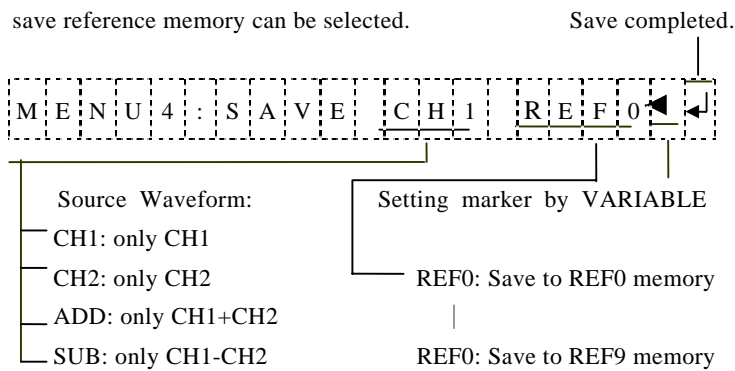 save reference memory can be selected. Save completed.
MENU4:SAVE CH1 REF0◄↲
Source Waveform: Setting marker by VARIABLE
CH1: only CH1
CH2: only CH2 REF0: Save to REF0 memory
ADD: only CH1+CH2
SUB: only CH1-CH2 REF0: Save to REF9 memory